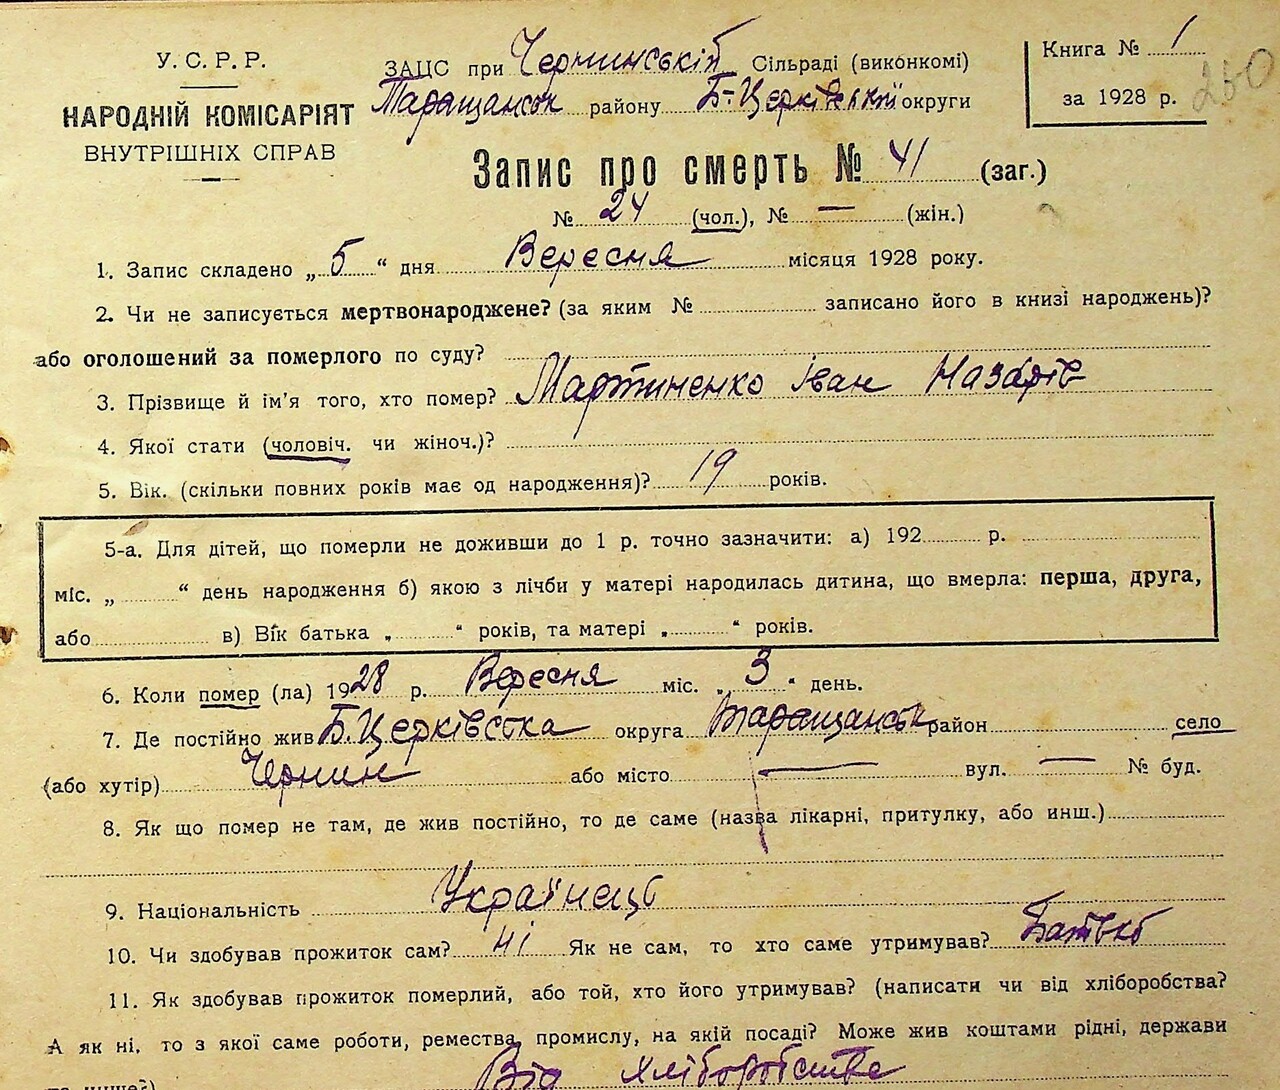 У. С. Р. Р.
НАРОДНІЙ КОМІСАРІЯТ
ВНУТРІШНІХ СПРАВ
ЗАЦС при Чернинській Сільраді (виконкомі)
Таращанськ району Б-Церківськії округи
Книга № 1
за 1928 р.
260
Запис про смерть № 41 (заг.)
№ 24 (чол.), № — (жін.)
1. Запис складено „ 5 “ дня Вересня місяця 1928 року.
2. Чи не записується мертвонароджене? (за яким № записано його в книзі народжень)?
або оголошений за померлого по суду?
3. Прізвище й ім'я того, хто помер? Мартиненко Іван Назарів
4. Якої стати (чоловіч. чи жіноч.)?
5. Вік. (скільки повних років має од народження)? 19 років.
5-а. Для дітей, що померли не доживши до 1 р. точно зазначити: а) 192 р.
міс. „ “ день народження б) якою з лічби у матері народилась дитина, що вмерла: перша, друга,
або в) Вік батька „ “ років, та матері „ “ років.
6. Коли помер (ла) 1928 р. Вересня міс. „ 3 “ день.
7. Де постійно жив Б. Церківська округа Таращанськ район село
(або хутір) Чернин або місто — вул. — № буд.
8. Як що помер не там, де жив постійно, то де саме (назва лікарні, притулку, або инш.)
9. Національність Українець
10. Чи здобував прожиток сам? Ні Як не сам, то хто саме утримував? Батько
11. Як здобував прожиток померлий, або той, хто його утримував? (написати чи від хліборобства?
А як ні, то з якої саме роботи, ремества, промислу, на якій посаді? Може жив коштами рідні, держави
Від хліборобства